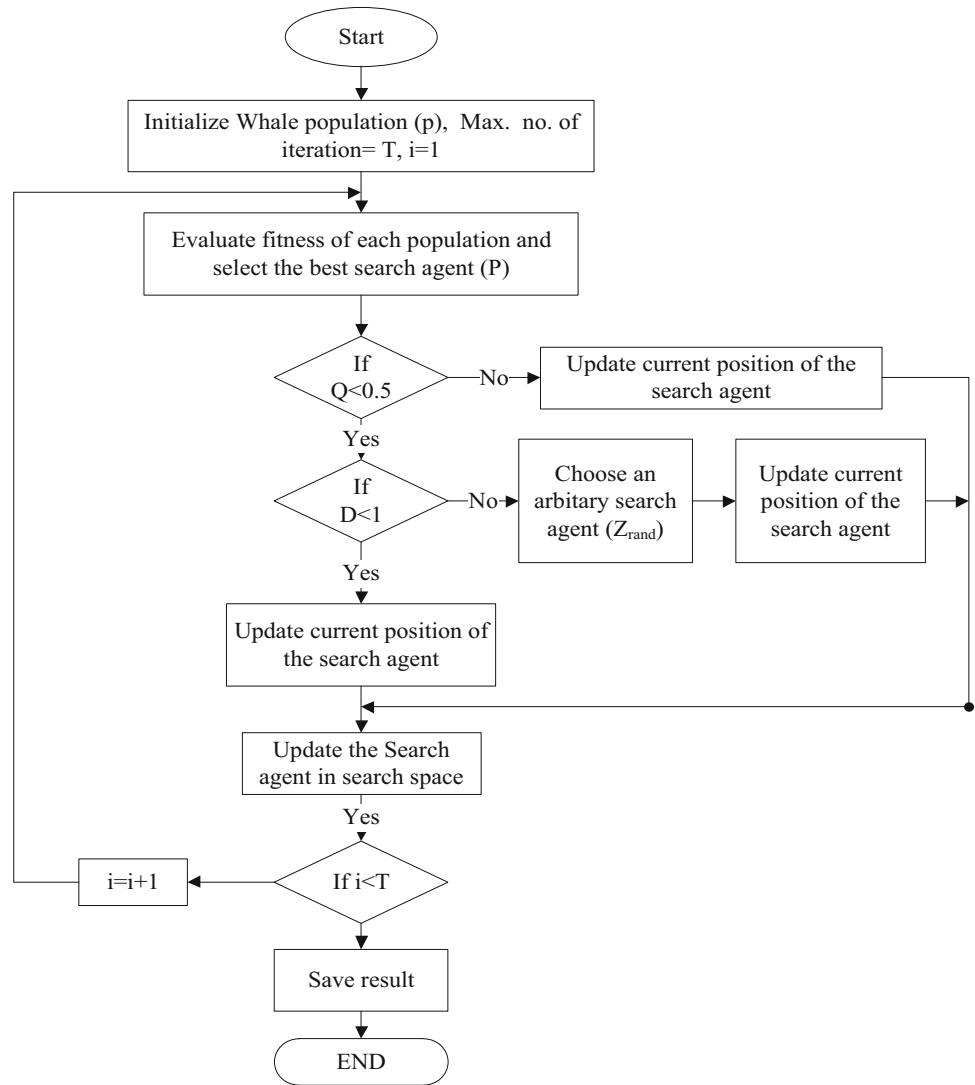 Start
Initialize Whale population (p), Max. no. of
iteration= T, i=1
Evaluate fitness of each population and
select the best search agent (P)
If
Q<0.5
No
Update current position of the
search agent
Yes
If
D<1
No
Choose an
arbitary search
agent (Zrand)
Update current
position of the
search agent
Yes
Update current position of
the search agent
Update the Search
agent in search space
Yes
If i<T
i=i+1
Save result
END